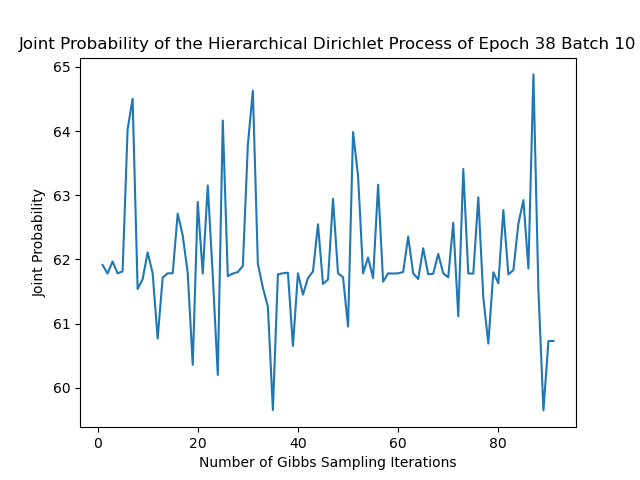 Joint Probability of the Hierarchical Dirichlet Process of Epoch 38 Batch 10
65
64
63
62
61
60
Joint Probability
0 20 40 60 80
Number of Gibbs Sampling Iterations